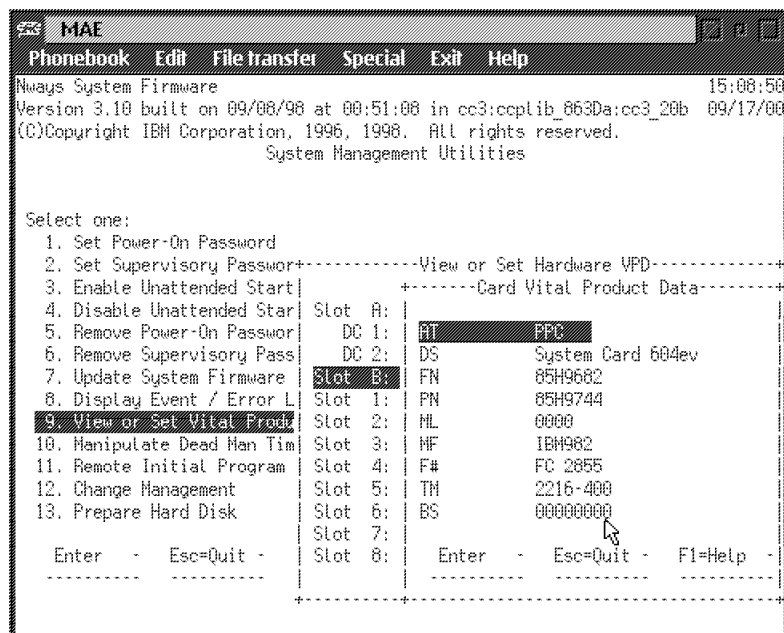 MAE
Phonebook Edit File transfer Special Exit Help
Nways System Firmware 15:08:50
Version 3.10 built on 09/08/98 at 00:51:08 in cc3:ccplib_863Da:cc3_20b 09/17/00
(C)Copyright IBM Corporation, 1996, 1998. All rights reserved.
System Management Utilities
Select one:
1. Set Power-On Password
2. Set Supervisory Passwor+------------View or Set Hardware VPD-------------+
3. Enable Unattended Start| +-------Card Vital Product Data--------+
4. Disable Unattended Star| Slot A: |
5. Remove Power-On Passwor| DC 1: | AT PPC
6. Remove Supervisory Pass| DC 2: | DS System Card 604ev
7. Update System Firmware | Slot B: | FN 85H9682
8. Display Event / Error L| Slot 1: | PN 85H9744
9. View or Set Vital Produ| Slot 2: | ML 0000
10. Manipulate Dead Man Tim| Slot 3: | MF IBM982
11. Remote Initial Program | Slot 4: | F# FC 2855
12. Change Management | Slot 5: | TM 2216-400
13. Prepare Hard Disk | Slot 6: | BS 00000000
| Slot 7: |
Enter - Esc=Quit - | Slot 8: | Enter - Esc=Quit - F1=Help -